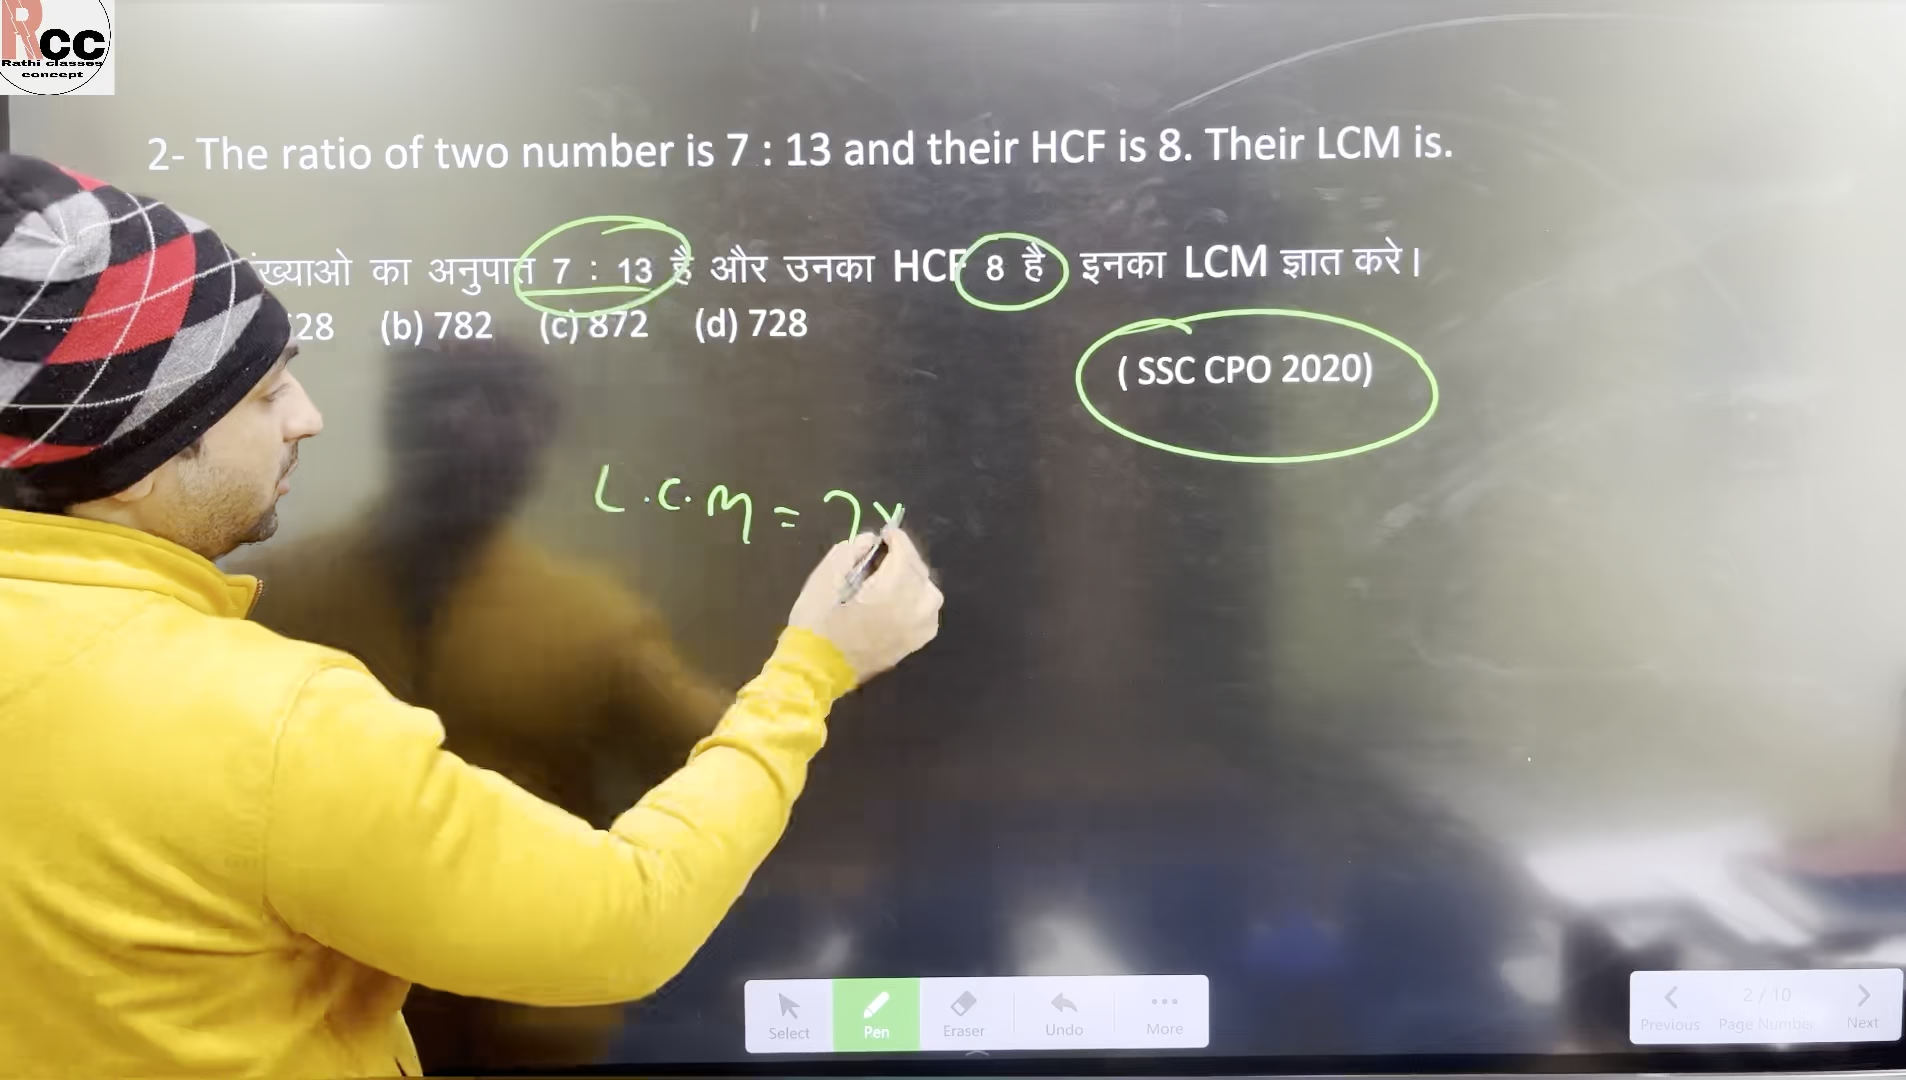 Rcc
Rathi classes
concept
2- The ratio of two number is 7 : 13 and their HCF is 8. Their LCM is.
ख्याओ का अनुपात 7 : 13 है और उनका HCF 8 है इनका LCM ज्ञात करे।
28 (b) 782 (c) 872 (d) 728
( SSC CPO 2020)
L.C.M = 7x
Select Pen Eraser Undo More
2 / 10
Previous Page Number Next